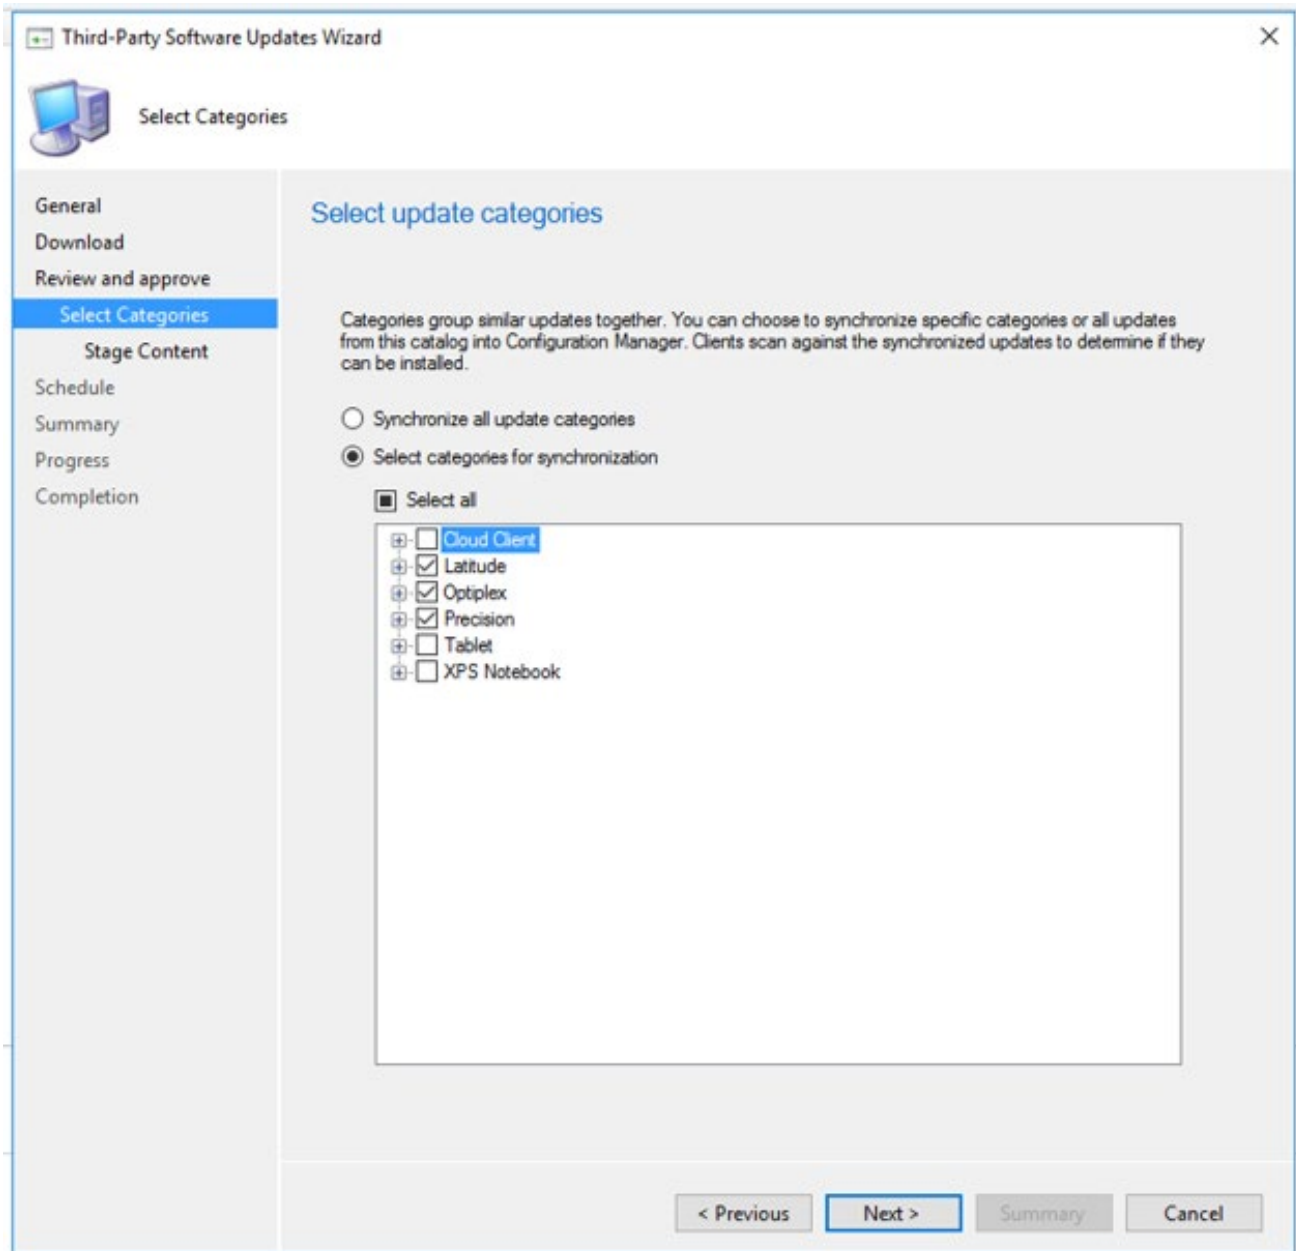 Third-Party Software Updates Wizard
Select Categories
General
Download
Review and approve
Select Categories
Stage Content
Schedule
Summary
Progress
Completion
Select update categories
Categories group similar updates together. You can choose to synchronize specific categories or all updates
from this catalog into Configuration Manager. Clients scan against the synchronized updates to determine if they
can be installed.
Synchronize all update categories
Select categories for synchronization
Select all
Cloud Client
Latitude
Optiplex
Precision
Tablet
XPS Notebook
< Previous
Next >
Summary
Cancel